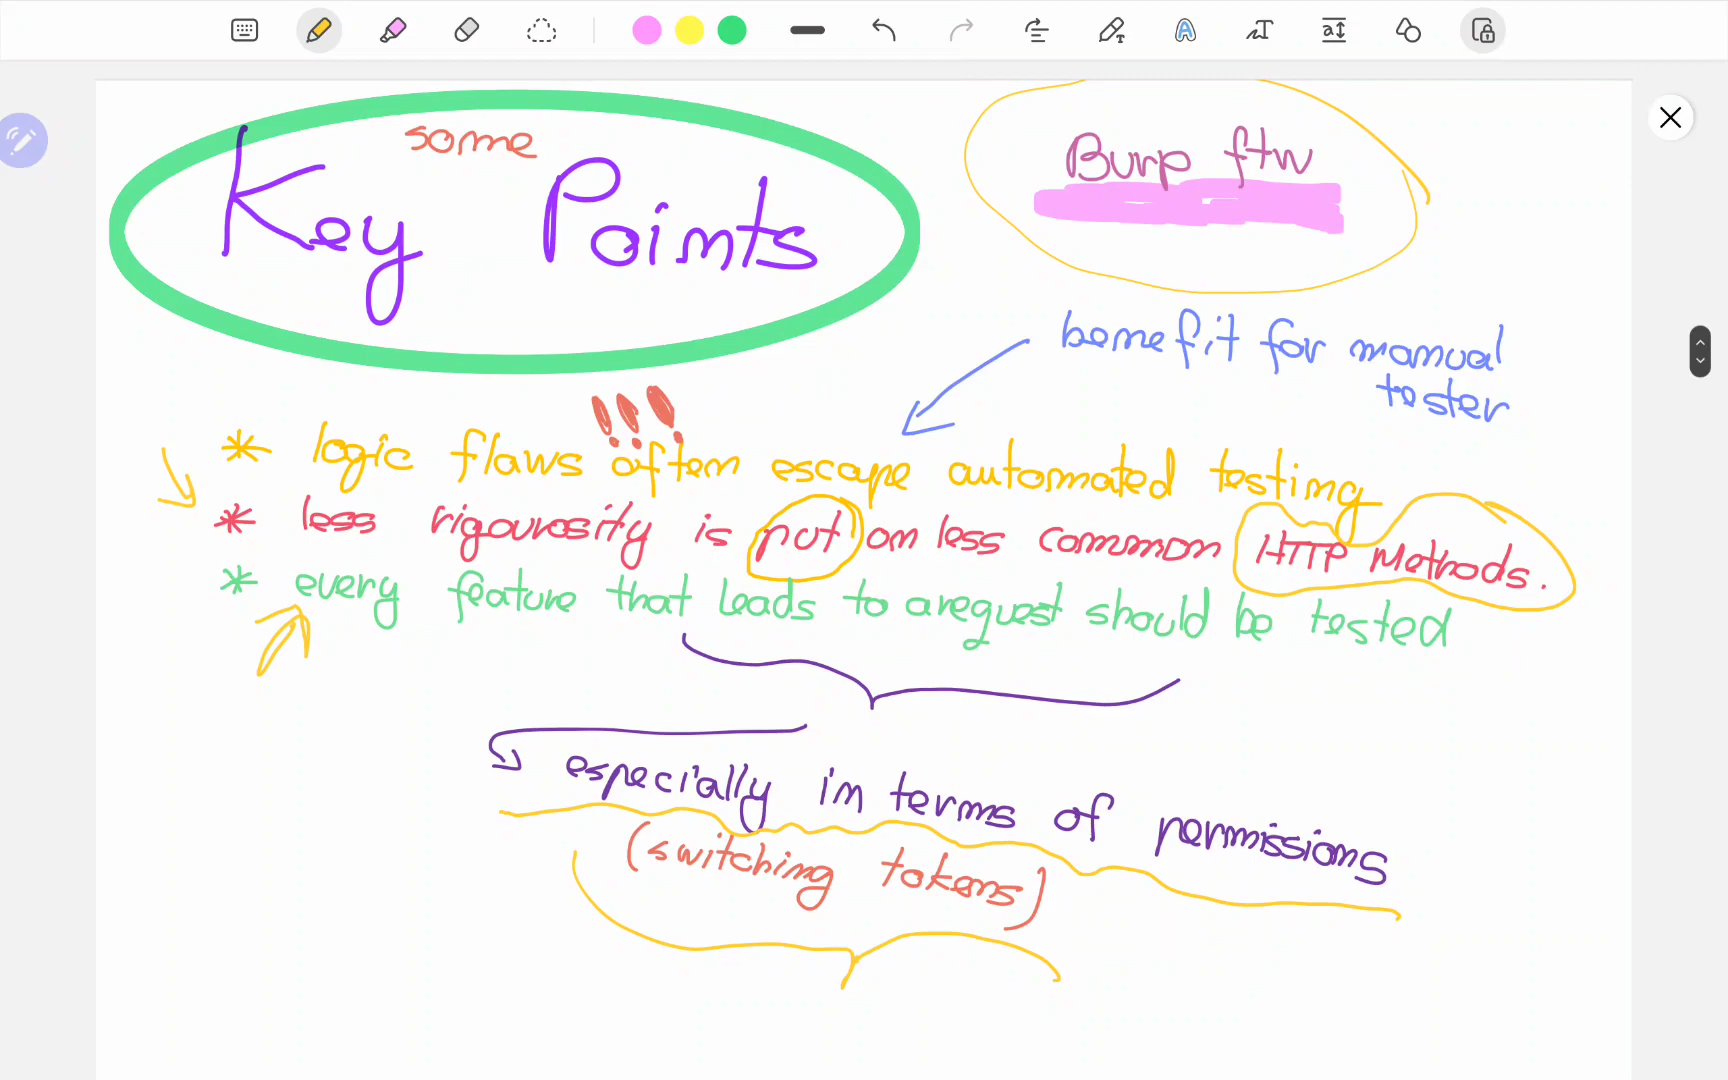 some
Key Points
Burp ftw
benefit for manual
tester
!!!
* logic flaws often escape automated testing
* less rigourosity is put on less common HTTP Methods.
* every feature that leads to a request should be tested
especially in terms of permissions
(switching tokens)